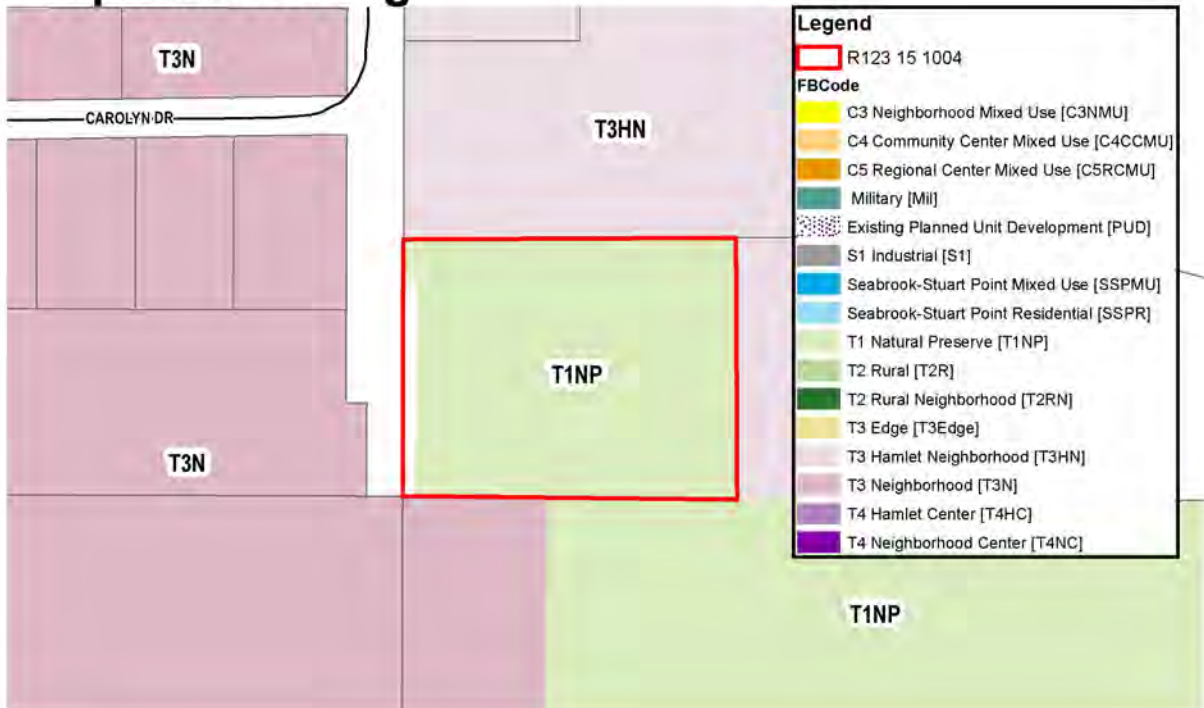 T3N
CAROLYN DR
T3HN
T1NP
T3N
T1NP
Legend
R123 15 1004
FBCode
C3 Neighborhood Mixed Use [C3NMU]
C4 Community Center Mixed Use [C4CCMU]
C5 Regional Center Mixed Use [C5RCMU]
Military [Mil]
Existing Planned Unit Development [PUD]
S1 Industrial [S1]
Seabrook-Stuart Point Mixed Use [SSPMU]
Seabrook-Stuart Point Residential [SSPR]
T1 Natural Preserve [T1NP]
T2 Rural [T2R]
T2 Rural Neighborhood [T2RN]
T3 Edge [T3Edge]
T3 Hamlet Neighborhood [T3HN]
T3 Neighborhood [T3N]
T4 Hamlet Center [T4HC]
T4 Neighborhood Center [T4NC]